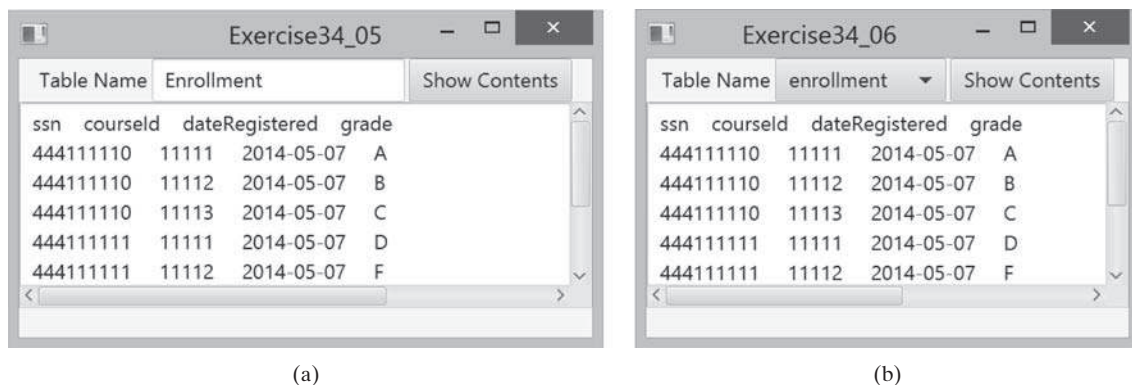 Exercise34_05
Table Name Enrollment Show Contents
ssn courseId dateRegistered grade
444111110 11111 2014-05-07 A
444111110 11112 2014-05-07 B
444111110 11113 2014-05-07 C
444111111 11111 2014-05-07 D
444111111 11112 2014-05-07 F
(a)
Exercise34_06
Table Name enrollment Show Contents
ssn courseId dateRegistered grade
444111110 11111 2014-05-07 A
444111110 11112 2014-05-07 B
444111110 11113 2014-05-07 C
444111111 11111 2014-05-07 D
444111111 11112 2014-05-07 F
(b)